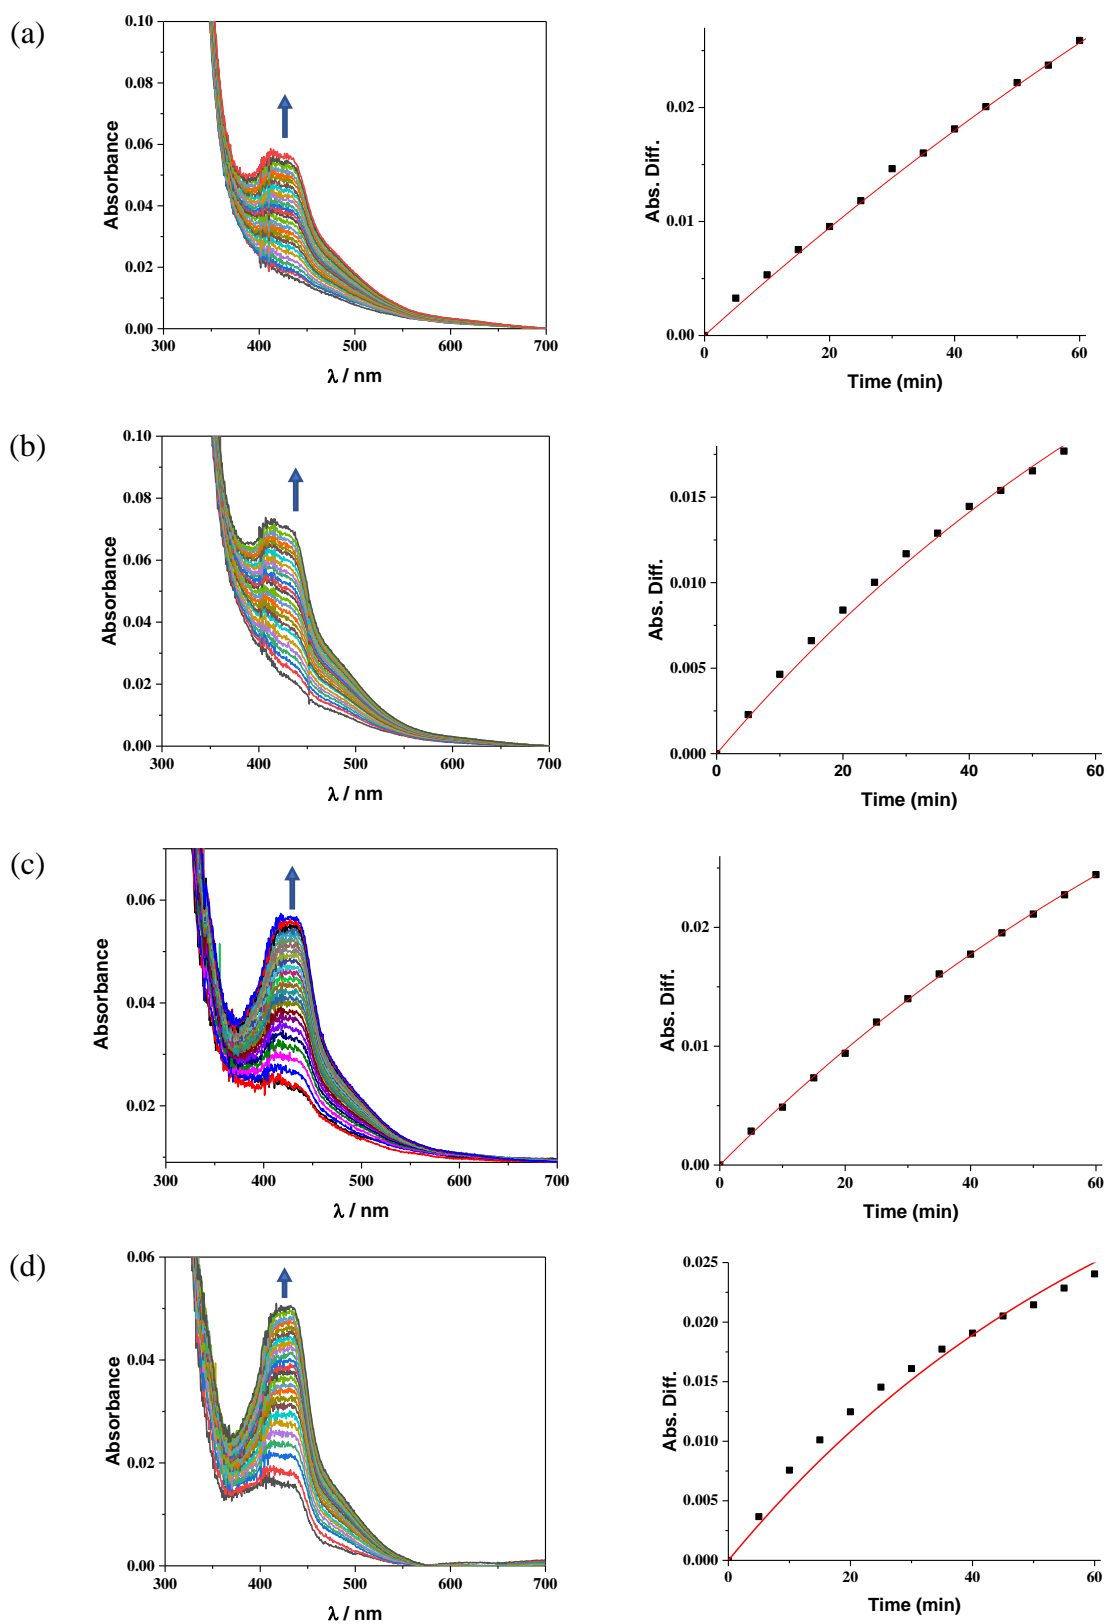 (a)
0.10
0.08
0.06
0.04
0.02
0.00
Absorbance
300 400 500 600 700
λ / nm
0.02
0.01
0.00
Abs. Diff.
0 20 40 60
Time (min)
(b)
0.10
0.08
0.06
0.04
0.02
0.00
Absorbance
300 400 500 600 700
λ / nm
0.015
0.010
0.005
0.000
Abs. Diff.
0 20 40 60
Time (min)
(c)
0.06
0.04
0.02
Absorbance
300 400 500 600 700
λ / nm
0.02
0.01
0.00
Abs. Diff.
0 20 40 60
Time (min)
(d)
0.06
0.04
0.02
0.00
Absorbance
300 400 500 600 700
λ / nm
0.025
0.020
0.015
0.010
0.005
0.000
Abs. Diff.
0 20 40 60
Time (min)